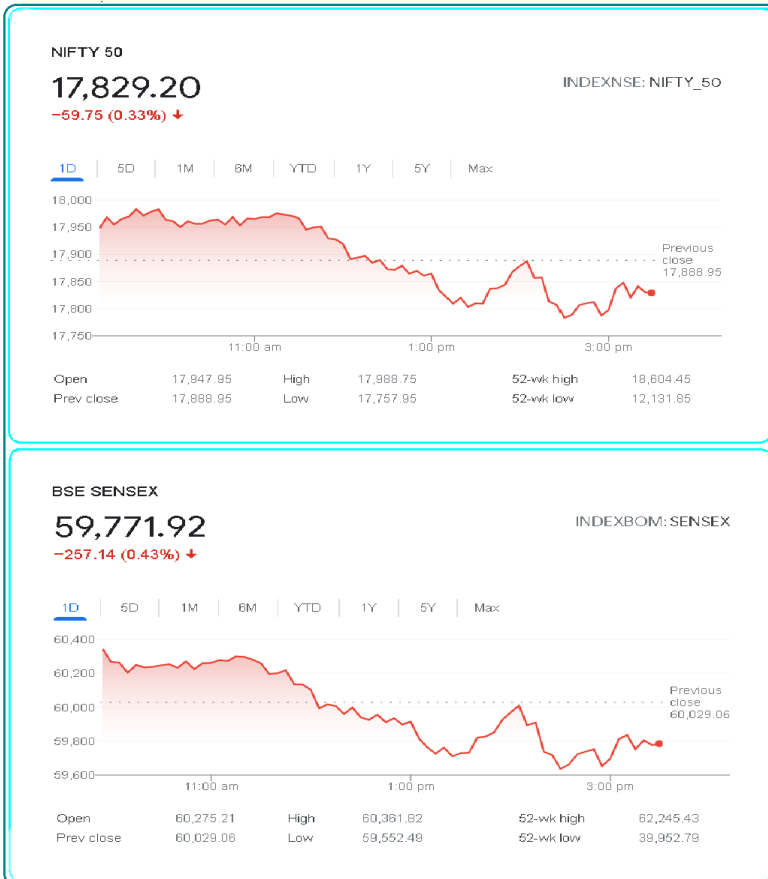 NIFTY 50
17,829.20
INDEXNSE: NIFTY_50
−59.75 (0.33%) ↓
1D 5D 1M 6M YTD 1Y 5Y Max
18,000
17,950
17,900
17,850
17,800
17,750
Previous
close
17,888.95
11:00 am 1:00 pm 3:00 pm
Open 17,947.95 High 17,988.75 52-wk high 18,604.45
Prev close 17,888.95 Low 17,757.95 52-wk low 12,131.85
BSE SENSEX
59,771.92
INDEXBOM: SENSEX
−257.14 (0.43%) ↓
1D 5D 1M 6M YTD 1Y 5Y Max
60,400
60,200
60,000
59,800
59,600
Previous
close
60,029.06
11:00 am 1:00 pm 3:00 pm
Open 60,275.21 High 60,361.82 52-wk high 62,245.43
Prev close 60,029.06 Low 59,552.49 52-wk low 39,952.79